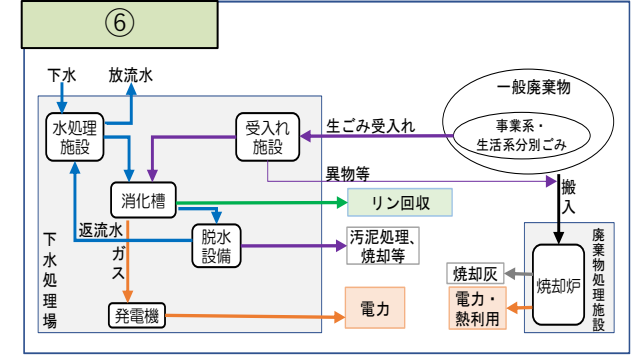 ⑥
下水
放流水
一般廃棄物
水処理
施設
受入れ
施設
生ごみ受入れ
事業系・
生活系分別ごみ
異物等
搬入
消化槽
リン回収
返流水
ガス
脱水
設備
汚泥処理、
焼却等
下水処理場
発電機
電力
焼却灰
電力・
熱利用
焼却炉
廃棄物処理施設